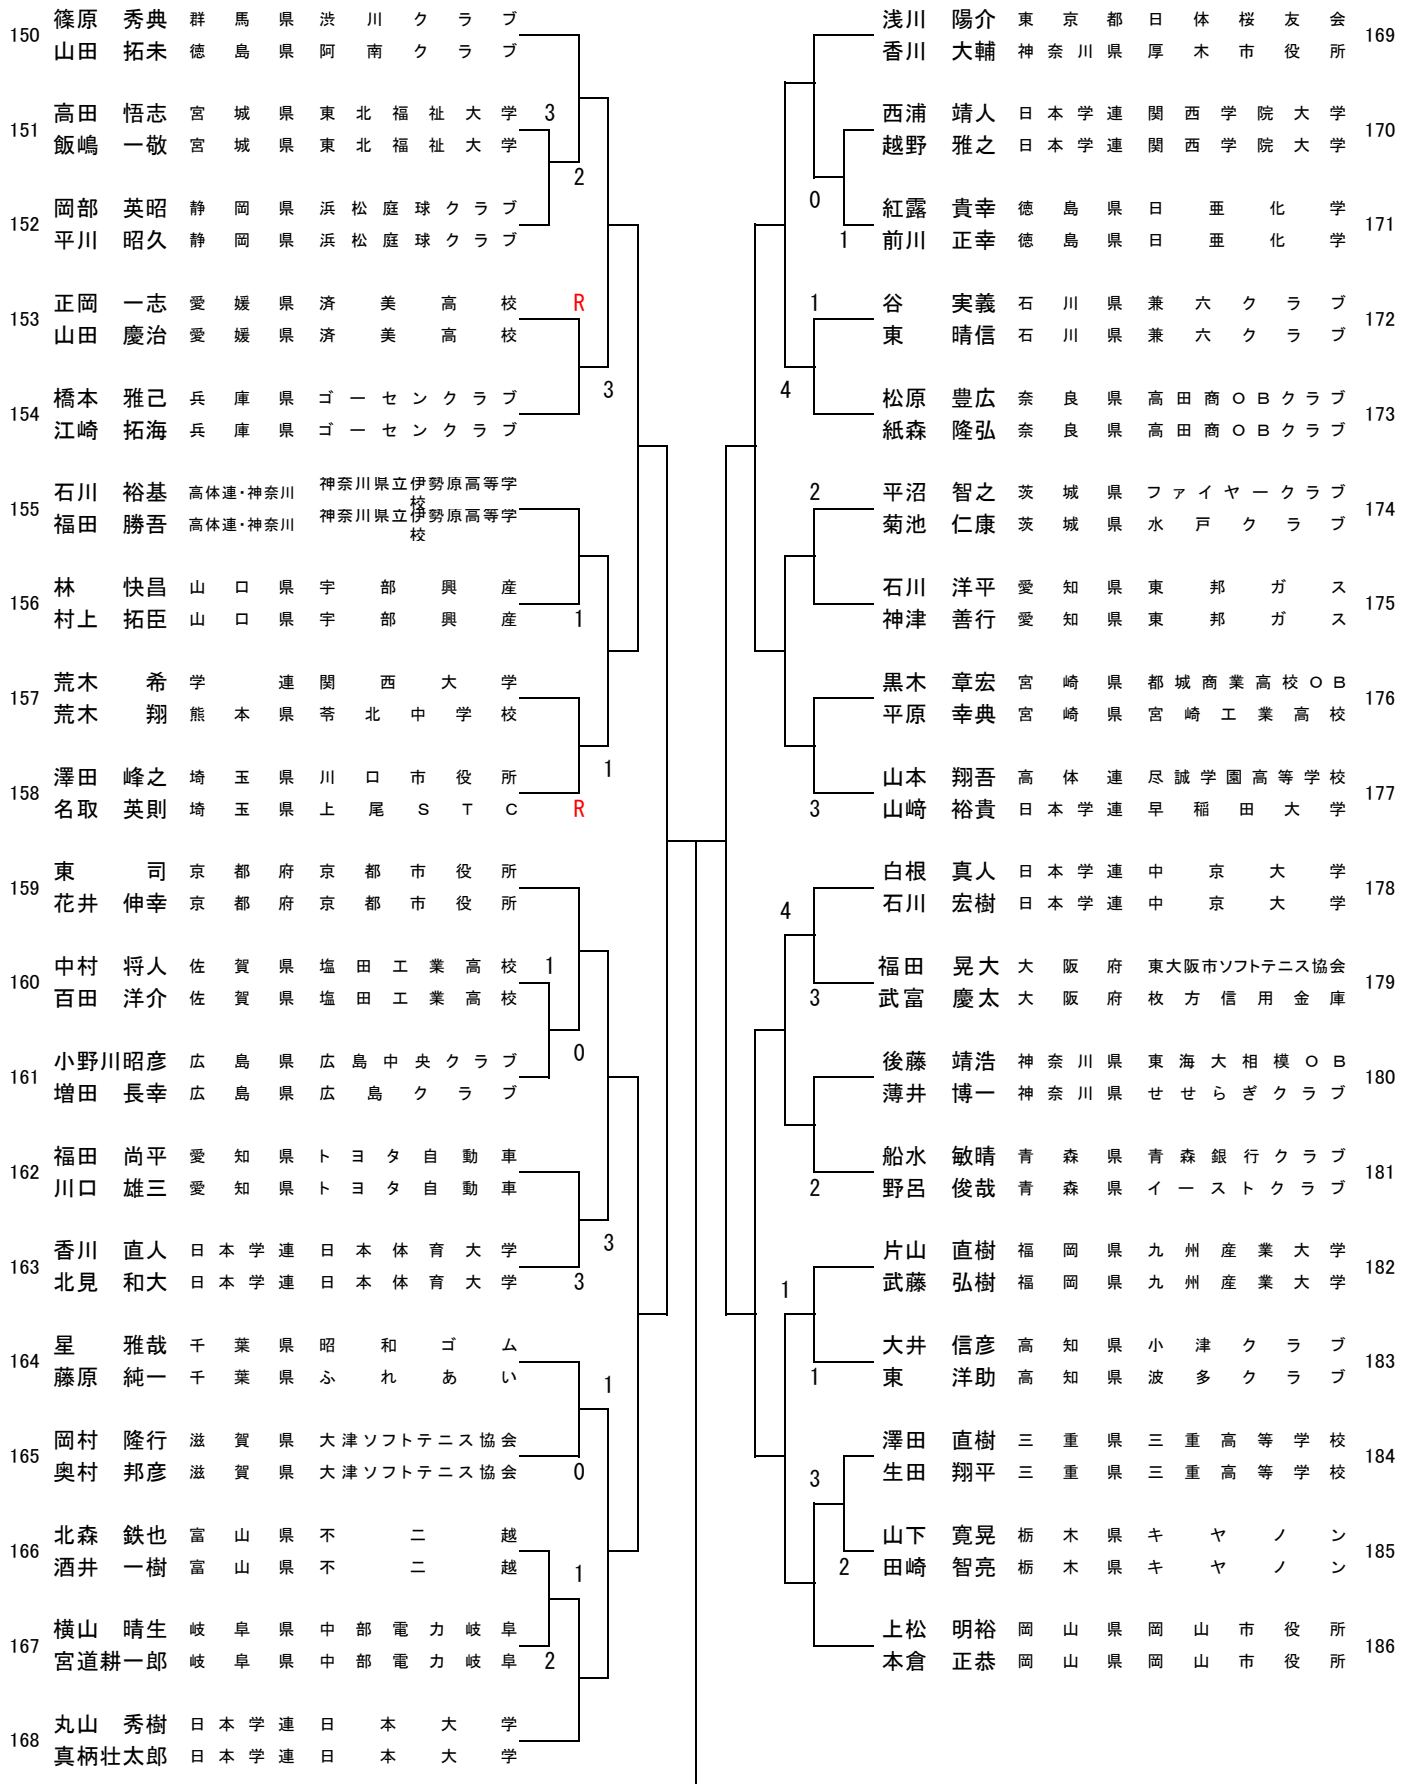 150 篠原 秀典 群馬県 渋川クラブ
山田 拓未 徳島県 阿南クラブ
151 高田 悟志 宮城県 東北福祉大学 3
飯嶋 一敬 宮城県 東北福祉大学
2
152 岡部 英昭 静岡県 浜松庭球クラブ
平川 昭久 静岡県 浜松庭球クラブ
153 正岡 一志 愛媛県 済美高校 R
山田 慶治 愛媛県 済美高校
3
154 橋本 雅己 兵庫県 ゴーセンクラブ
江崎 拓海 兵庫県 ゴーセンクラブ
155 石川 裕基 高体連・神奈川 神奈川県立伊勢原高等学校
福田 勝吾 高体連・神奈川 神奈川県立伊勢原高等学校
156 林 快昌 山口県 宇部興産
村上 拓臣 山口県 宇部興産 1
157 荒木 希 学連 関西大学
荒木 翔 熊本県 苓北中学校
1
158 澤田 峰之 埼玉県 川口市役所
名取 英則 埼玉県 上尾STC R
159 東 司 京都府 京都市役所
花井 伸幸 京都府 京都市役所
160 中村 将人 佐賀県 塩田工業高校 1
百田 洋介 佐賀県 塩田工業高校
0
161 小野川昭彦 広島県 広島中央クラブ
増田 長幸 広島県 広島クラブ
162 福田 尚平 愛知県 トヨタ自動車
川口 雄三 愛知県 トヨタ自動車
3
163 香川 直人 日本学連 日本体育大学
北見 和大 日本学連 日本体育大学 3
164 星 雅哉 千葉県 昭和ゴム
藤原 純一 千葉県 ふれあい
1
165 岡村 隆行 滋賀県 大津ソフトテニス協会
奥村 邦彦 滋賀県 大津ソフトテニス協会 0
166 北森 鉄也 富山県 不二越
酒井 一樹 富山県 不二越
1
167 横山 晴生 岐阜県 中部電力岐阜
宮道耕一郎 岐阜県 中部電力岐阜 2
168 丸山 秀樹 日本学連 日本大学
真柄壮太郎 日本学連 日本大学
浅川 陽介 東京都 日体桜友会 169
香川 大輔 神奈川県 厚木市役所
西浦 靖人 日本学連 関西学院大学 170
越野 雅之 日本学連 関西学院大学
0
紅露 貴幸 徳島県 日亜化学 171
1 前川 正幸 徳島県 日亜化学
1 谷 実義 石川県 兼六クラブ 172
東 晴信 石川県 兼六クラブ
4
松原 豊広 奈良県 高田商OBクラブ 173
紙森 隆弘 奈良県 高田商OBクラブ
2 平沼 智之 茨城県 ファイヤークラブ 174
菊池 仁康 茨城県 水戸クラブ
石川 洋平 愛知県 東邦ガス 175
神津 善行 愛知県 東邦ガス
黒木 章宏 宮崎県 都城商業高校OB 176
平原 幸典 宮崎県 宮崎工業高校
山本 翔吾 高体連 尽誠学園高等学校 177
3 山﨑 裕貴 日本学連 早稲田大学
白根 真人 日本学連 中京大学 178
4 石川 宏樹 日本学連 中京大学
福田 晃大 大阪府 東大阪市ソフトテニス協会 179
3 武富 慶太 大阪府 枚方信用金庫
後藤 靖浩 神奈川県 東海大相模OB 180
薄井 博一 神奈川県 せせらぎクラブ
船水 敏晴 青森県 青森銀行クラブ 181
2 野呂 俊哉 青森県 イーストクラブ
片山 直樹 福岡県 九州産業大学 182
1 武藤 弘樹 福岡県 九州産業大学
大井 信彦 高知県 小津クラブ 183
1 東 洋助 高知県 波多クラブ
澤田 直樹 三重県 三重高等学校 184
3 生田 翔平 三重県 三重高等学校
山下 寛晃 栃木県 キヤノン 185
2 田崎 智亮 栃木県 キヤノン
上松 明裕 岡山県 岡山市役所 186
本倉 正恭 岡山県 岡山市役所